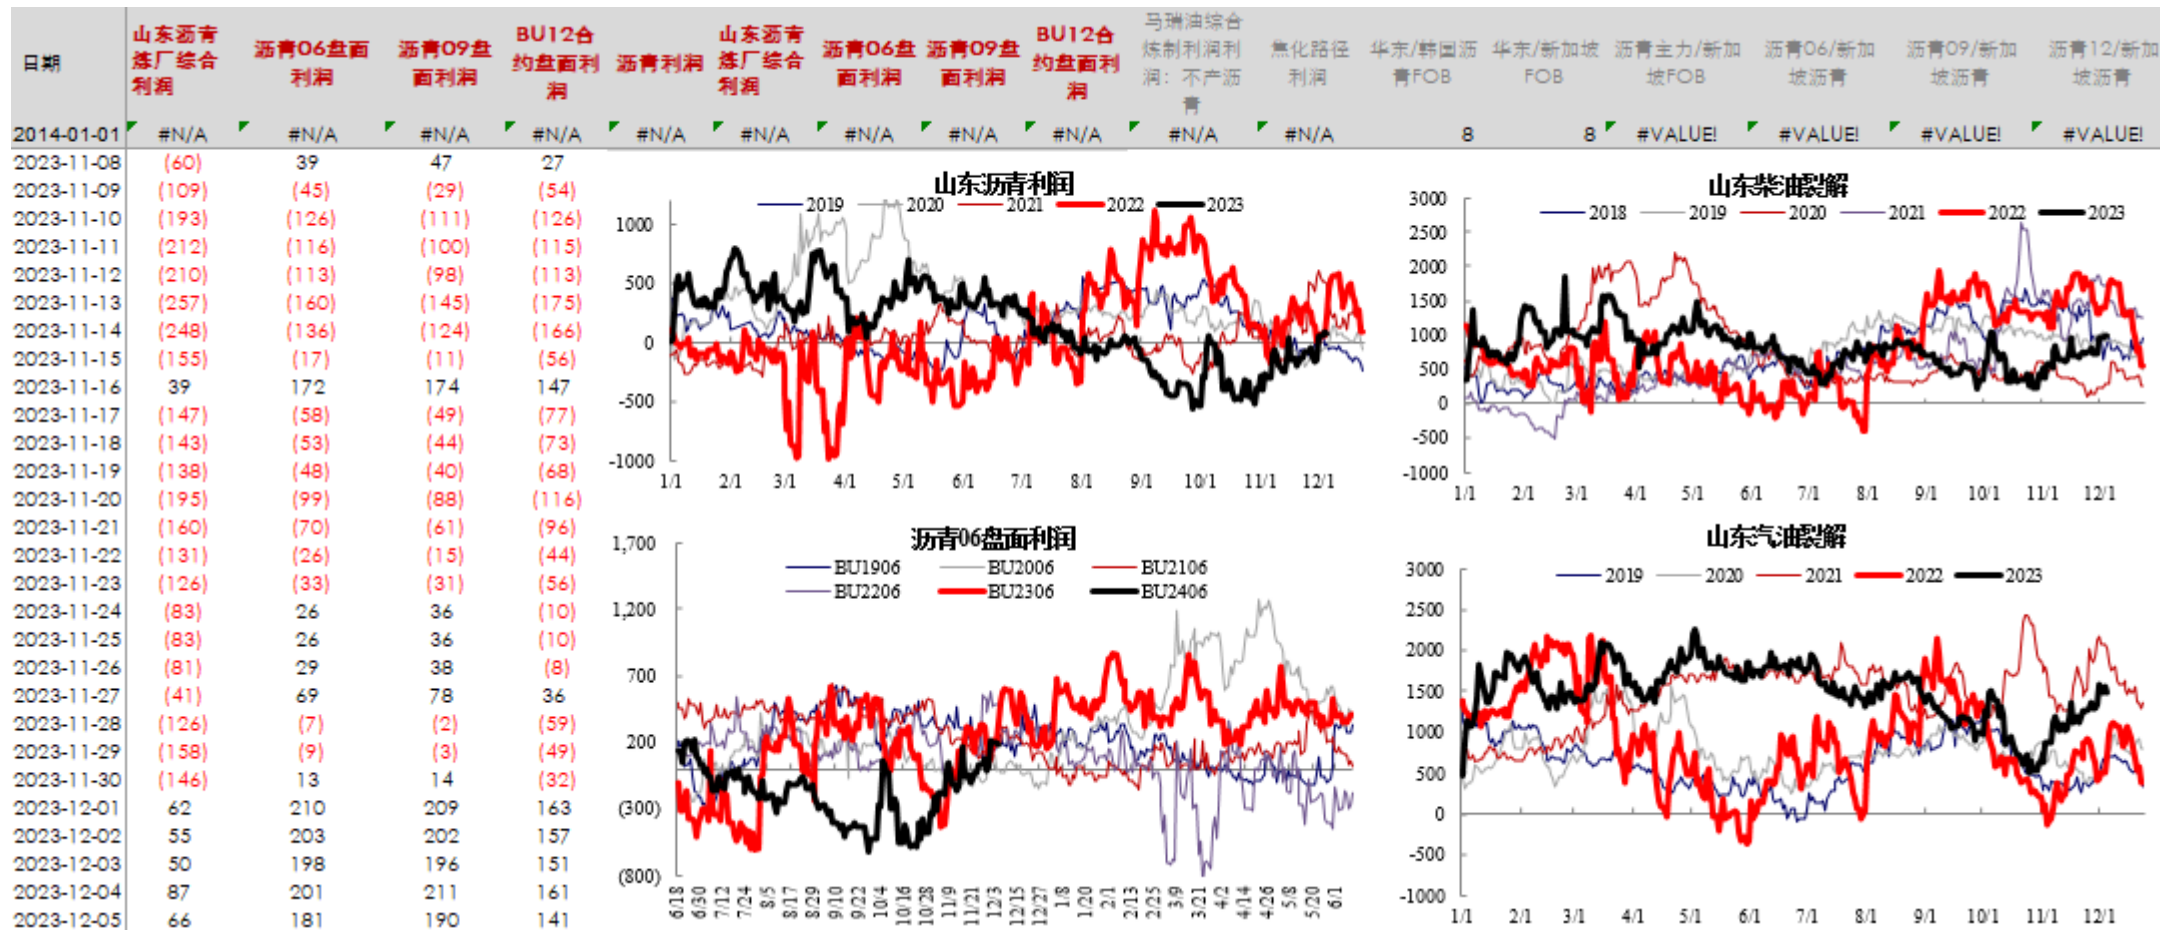 日期 山东沥青炼厂综合利润 沥青06盘面利润 沥青09盘面利润 BU12合约盘面利润 沥青利润 山东沥青炼厂综合利润 沥青06盘面利润 沥青09盘面利润 BU12合约盘面利润 马瑞油综合炼制利润利润：不产沥青 焦化路径利润 华东/韩国沥青FOB 华东/新加坡FOB 沥青主力/新加坡FOB 沥青06/新加坡沥青 沥青09/新加坡沥青 沥青12/新加坡沥青
2014-01-01 #N/A #N/A #N/A #N/A #N/A #N/A #N/A #N/A #N/A #N/A #N/A 8 8 #VALUE! #VALUE! #VALUE! #VALUE!
2023-11-08 (60) 39 47 27
2023-11-09 (109) (45) (29) (54)
2023-11-10 (193) (126) (111) (126)
2023-11-11 (212) (116) (100) (115)
2023-11-12 (210) (113) (98) (113)
2023-11-13 (257) (160) (145) (175)
2023-11-14 (248) (136) (124) (166)
2023-11-15 (155) (17) (11) (56)
2023-11-16 39 172 174 147
2023-11-17 (147) (58) (49) (77)
2023-11-18 (143) (53) (44) (73)
2023-11-19 (138) (48) (40) (68)
2023-11-20 (195) (99) (88) (116)
2023-11-21 (160) (70) (61) (96)
2023-11-22 (131) (26) (15) (44)
2023-11-23 (126) (33) (31) (56)
2023-11-24 (83) 26 36 (10)
2023-11-25 (83) 26 36 (10)
2023-11-26 (81) 29 38 (8)
2023-11-27 (41) 69 78 36
2023-11-28 (126) (7) (2) (59)
2023-11-29 (158) (9) (3) (49)
2023-11-30 (146) 13 14 (32)
2023-12-01 62 210 209 163
2023-12-02 55 203 202 157
2023-12-03 50 198 196 151
2023-12-04 87 201 211 161
2023-12-05 66 181 190 141
山东沥青利润
2019 2020 2021 2022 2023
1000
500
0
-500
-1000
1/1 2/1 3/1 4/1 5/1 6/1 7/1 8/1 9/1 10/1 11/1 12/1
山东柴油裂解
2018 2019 2020 2021 2022 2023
3000
2500
2000
1500
1000
500
0
-500
-1000
1/1 2/1 3/1 4/1 5/1 6/1 7/1 8/1 9/1 10/1 11/1 12/1
沥青06盘面利润
BU1906 BU2006 BU2106
BU2206 BU2306 BU2406
1,700
1,200
700
200
(300)
(800)
6/18 6/30 7/12 7/24 8/5 8/17 8/29 9/10 9/22 10/4 10/16 10/28 11/9 11/21 12/3 12/15 12/27 1/8 1/20 2/1 2/13 2/25 3/9 3/21 4/2 4/14 4/26 5/8 5/20 6/1
山东汽油裂解
2019 2020 2021 2022 2023
3000
2500
2000
1500
1000
500
0
-500
-1000
1/1 2/1 3/1 4/1 5/1 6/1 7/1 8/1 9/1 10/1 11/1 12/1